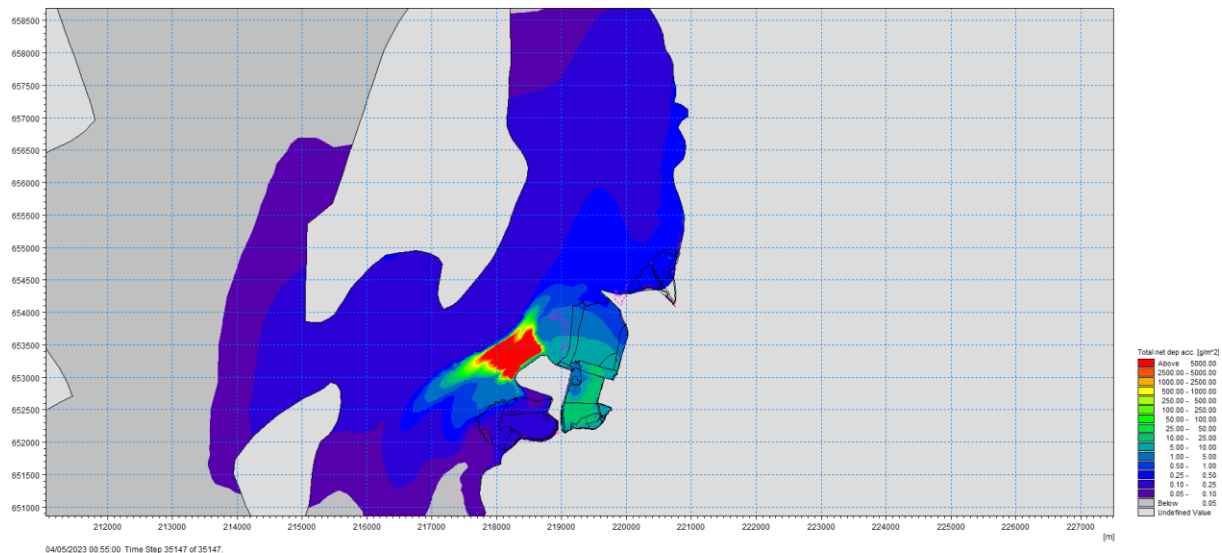 658500
658000
657500
657000
656500
656000
655500
655000
654500
654000
653500
653000
652500
652000
651500
651000
212000 213000 214000 215000 216000 217000 218000 219000 220000 221000 222000 223000 224000 225000 226000 227000
[m]
Total net dep acc. [g/m^2]
Above 5000.00
2500.00 - 5000.00
1000.00 - 2500.00
500.00 - 1000.00
250.00 - 500.00
100.00 - 250.00
50.00 - 100.00
25.00 - 50.00
10.00 - 25.00
5.00 - 10.00
1.00 - 5.00
0.50 - 1.00
0.25 - 0.50
0.10 - 0.25
0.05 - 0.10
Below 0.05
Undefined Value
04/05/2023 00:55:00 Time Step 35147 of 35147.